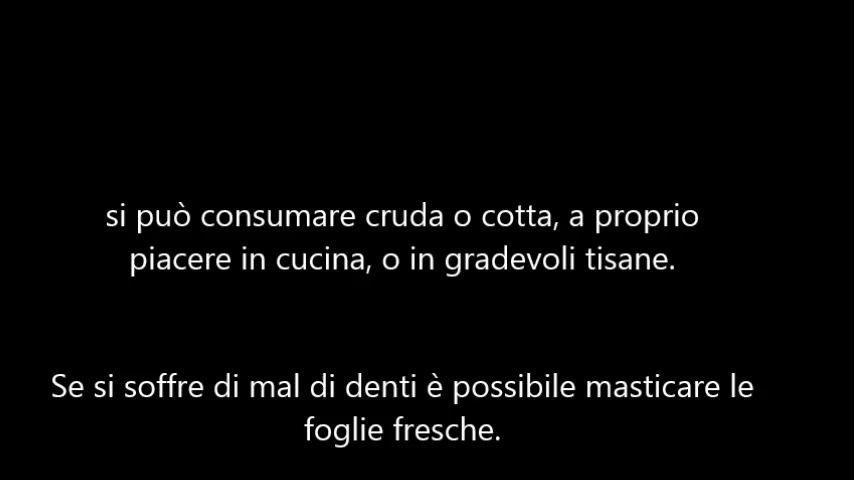 si può consumare cruda o cotta, a proprio
piacere in cucina, o in gradevoli tisane.
Se si soffre di mal di denti è possibile masticare le
foglie fresche.